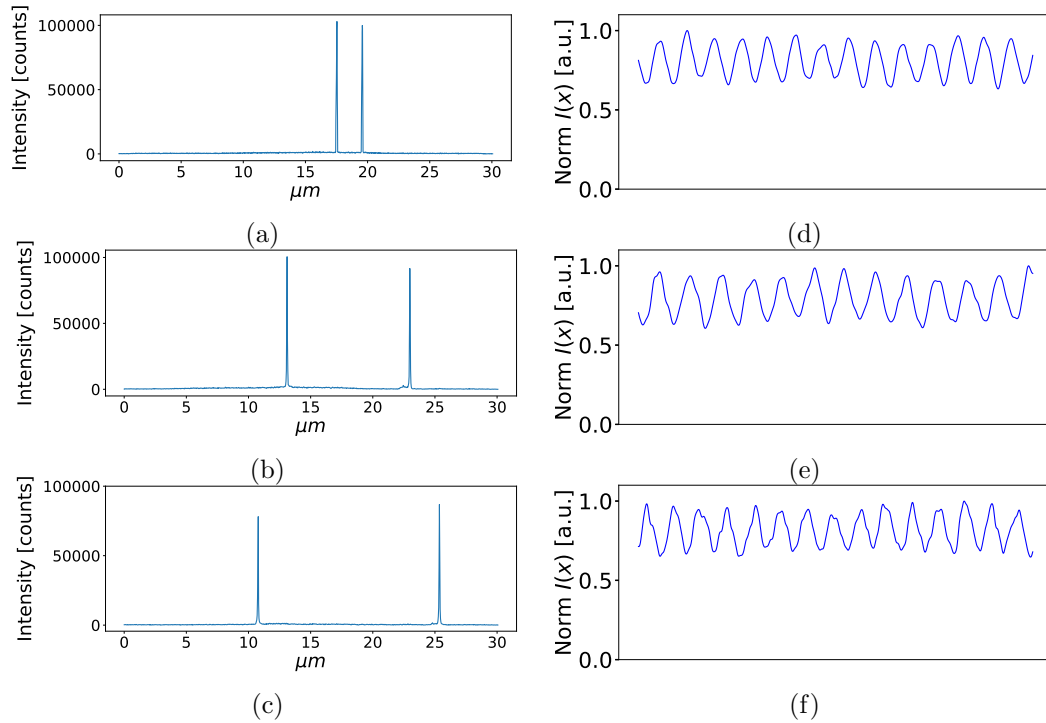 Intensity [counts]
100000
50000
0
0 5 10 15 20 25 30
μm
(a)
Norm I(x) [a.u.]
1.0
0.5
0.0
(d)
Intensity [counts]
100000
50000
0
0 5 10 15 20 25 30
μm
(b)
Norm I(x) [a.u.]
1.0
0.5
0.0
(e)
Intensity [counts]
100000
50000
0
0 5 10 15 20 25 30
μm
(c)
Norm I(x) [a.u.]
1.0
0.5
0.0
(f)